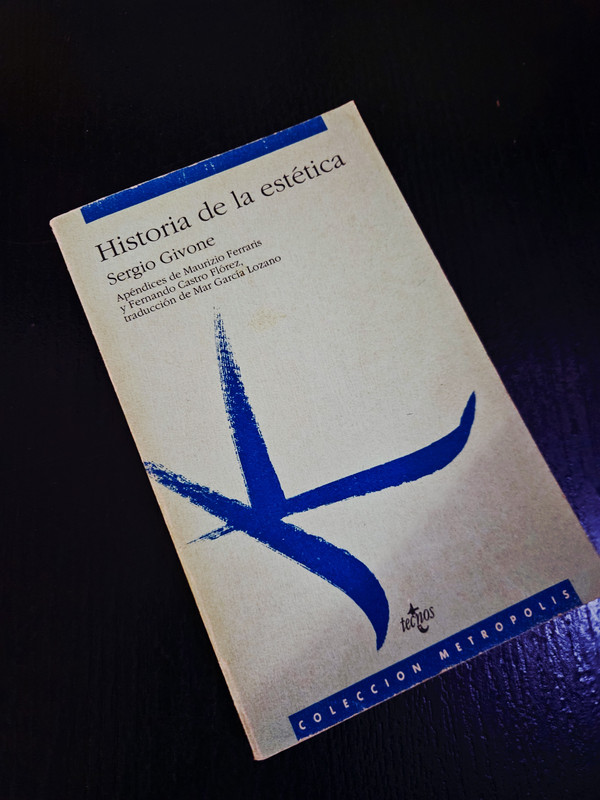 Historia de la estética
Sergio Givone
Apéndices de Maurizio Ferraris
y Fernando Castro Flórez,
traducción de Mar García Lozano
tecnos
COLECCION METROPOLIS